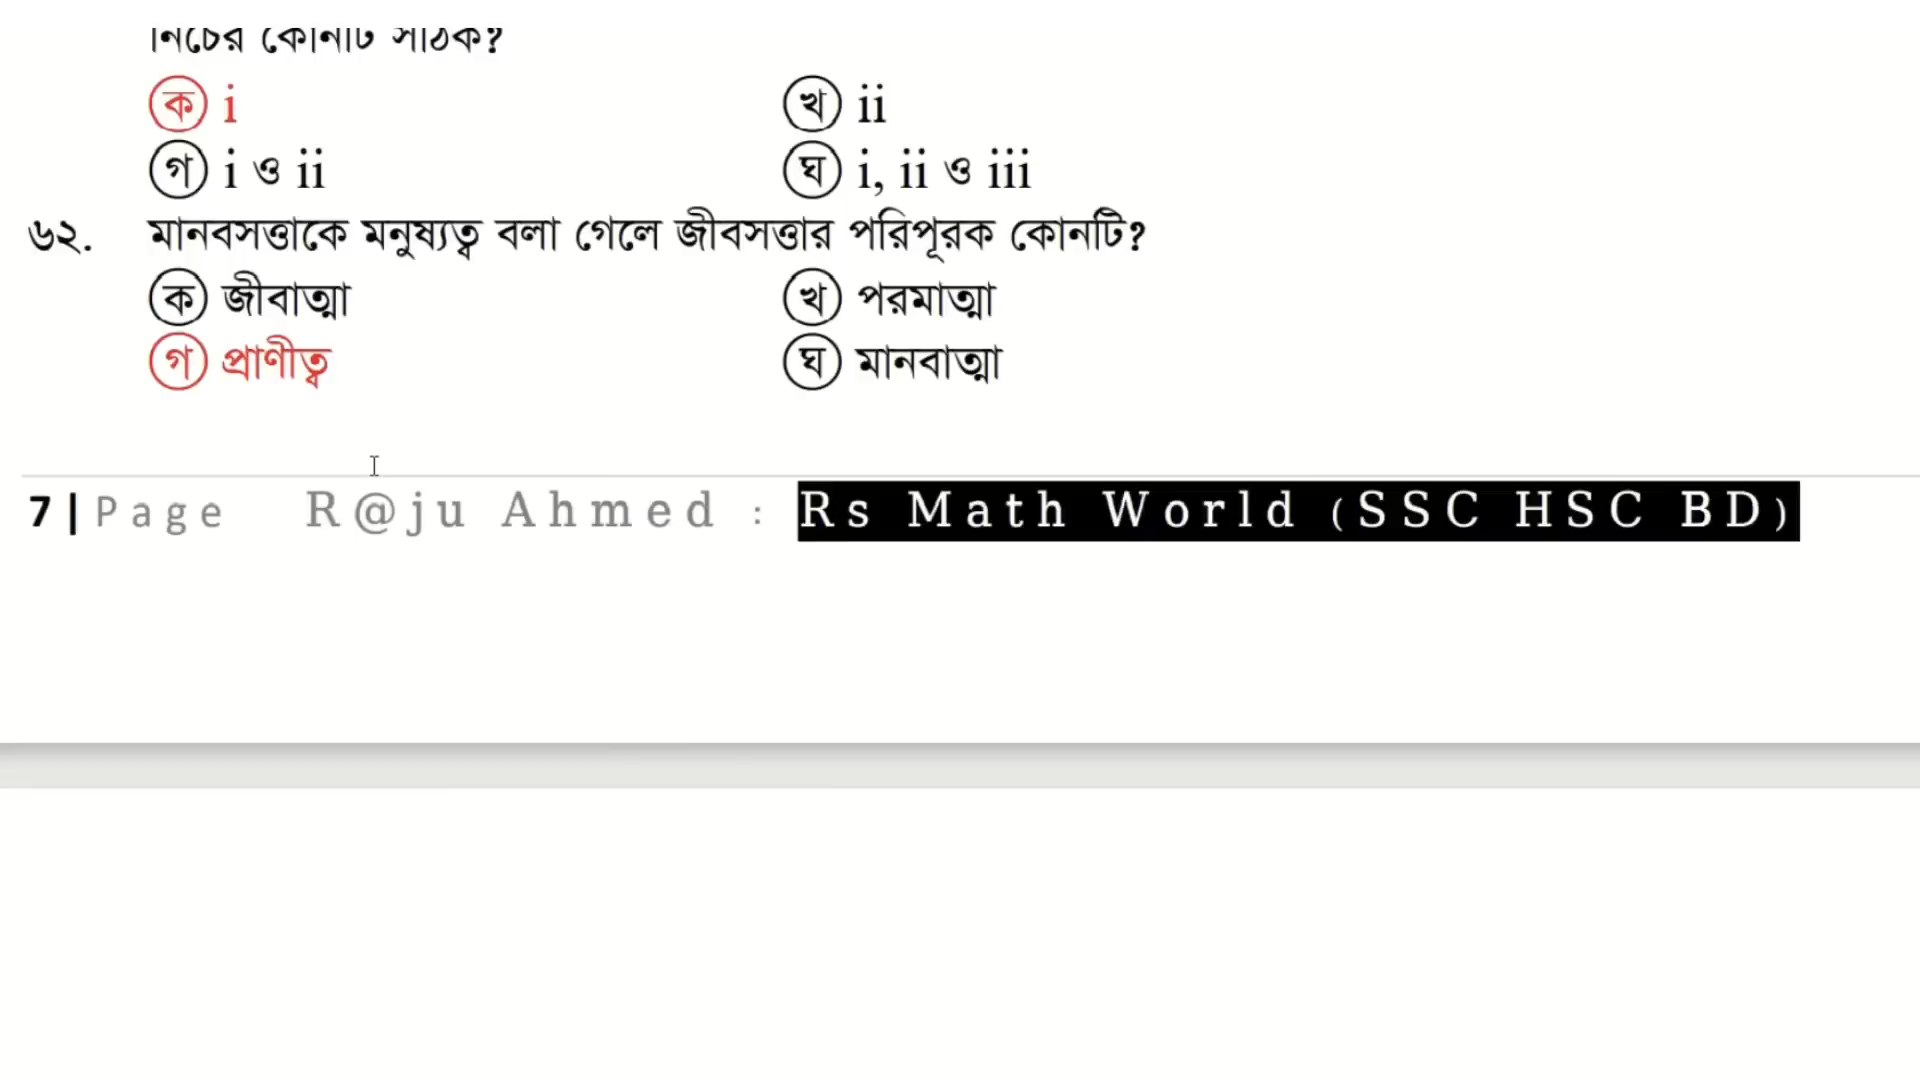 নিচের কোনটি সঠিক?
ক i খ ii
গ i ও ii ঘ i, ii ও iii
৬২. মানবসত্তাকে মনুষ্যত্ব বলা গেলে জীবসত্তার পরিপূরক কোনটি?
ক জীবাত্মা খ পরমাত্মা
গ প্রাণীত্ব ঘ মানবাত্মা
7 | Page R@ju Ahmed : Rs Math World (SSC HSC BD)